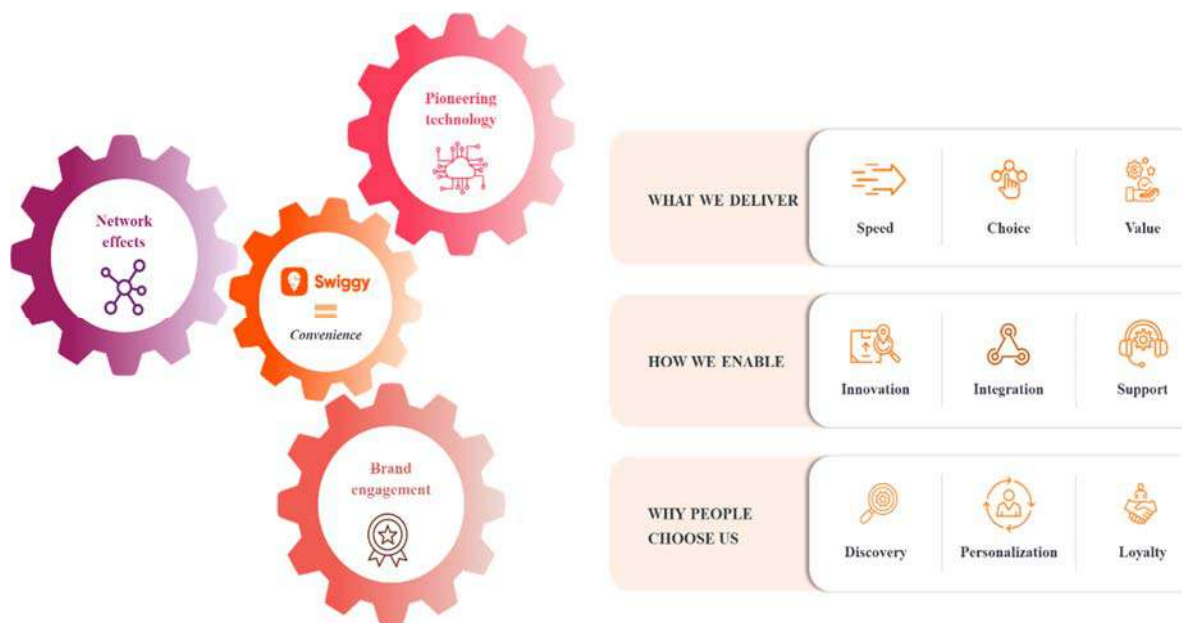 Pioneering
technology
Network
effects
Swiggy
=
Convenience
Brand
engagement
WHAT WE DELIVER
Speed
Choice
Value
HOW WE ENABLE
Innovation
Integration
Support
WHY PEOPLE
CHOOSE US
Discovery
Personalization
Loyalty